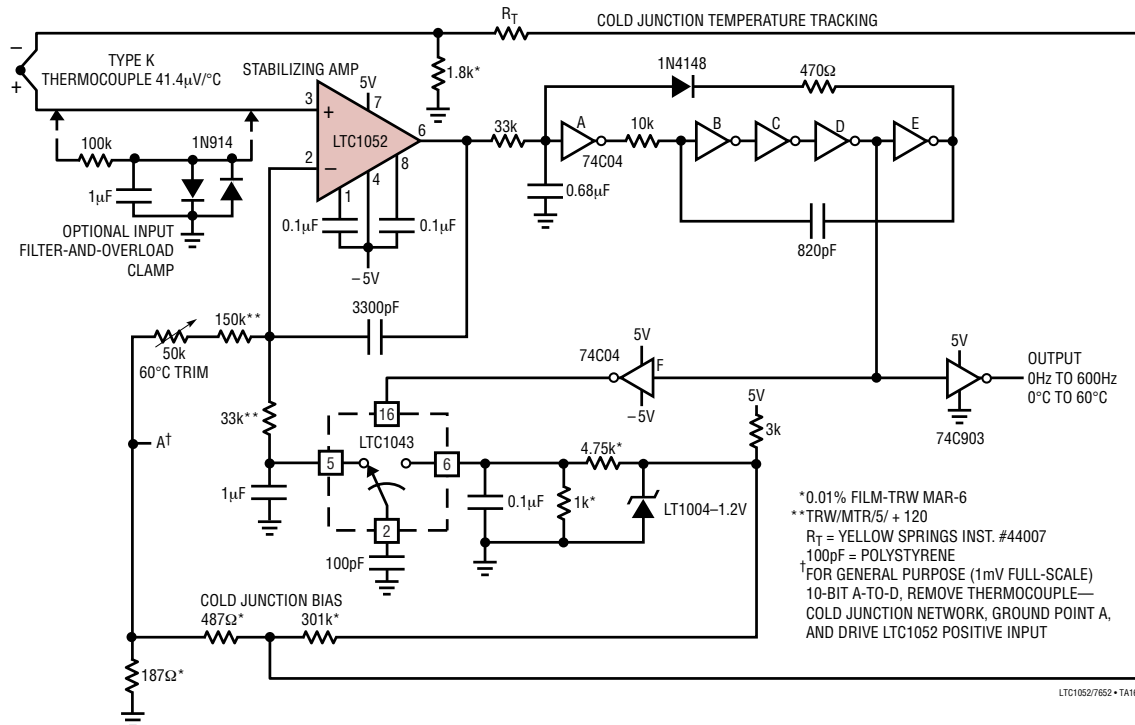 R_T
COLD JUNCTION TEMPERATURE TRACKING
–
+
TYPE K
THERMOCOUPLE 41.4μV/°C
STABILIZING AMP
1.8k*
5V
7
3
+
LTC1052
6
2
–
8
1
4
0.1μF
0.1μF
–5V
100k
1N914
1μF
OPTIONAL INPUT
FILTER-AND-OVERLOAD
CLAMP
33k
0.68μF
1N4148
470Ω
A
74C04
10k
B
C
D
E
820pF
3300pF
150k**
50k
60°C TRIM
33k**
A†
1μF
74C04
5V
F
–5V
16
LTC1043
5
6
2
100pF
0.1μF
1k*
4.75k*
LT1004–1.2V
5V
3k
5V
74C903
OUTPUT
0Hz TO 600Hz
0°C TO 60°C
COLD JUNCTION BIAS
487Ω*
301k*
187Ω*
*0.01% FILM-TRW MAR-6
**TRW/MTR/5/ + 120
R_T = YELLOW SPRINGS INST. #44007
100pF = POLYSTYRENE
†FOR GENERAL PURPOSE (1mV FULL-SCALE)
10-BIT A-TO-D, REMOVE THERMOCOUPLE—
COLD JUNCTION NETWORK, GROUND POINT A,
AND DRIVE LTC1052 POSITIVE INPUT
LTC1052/7652 • TA16